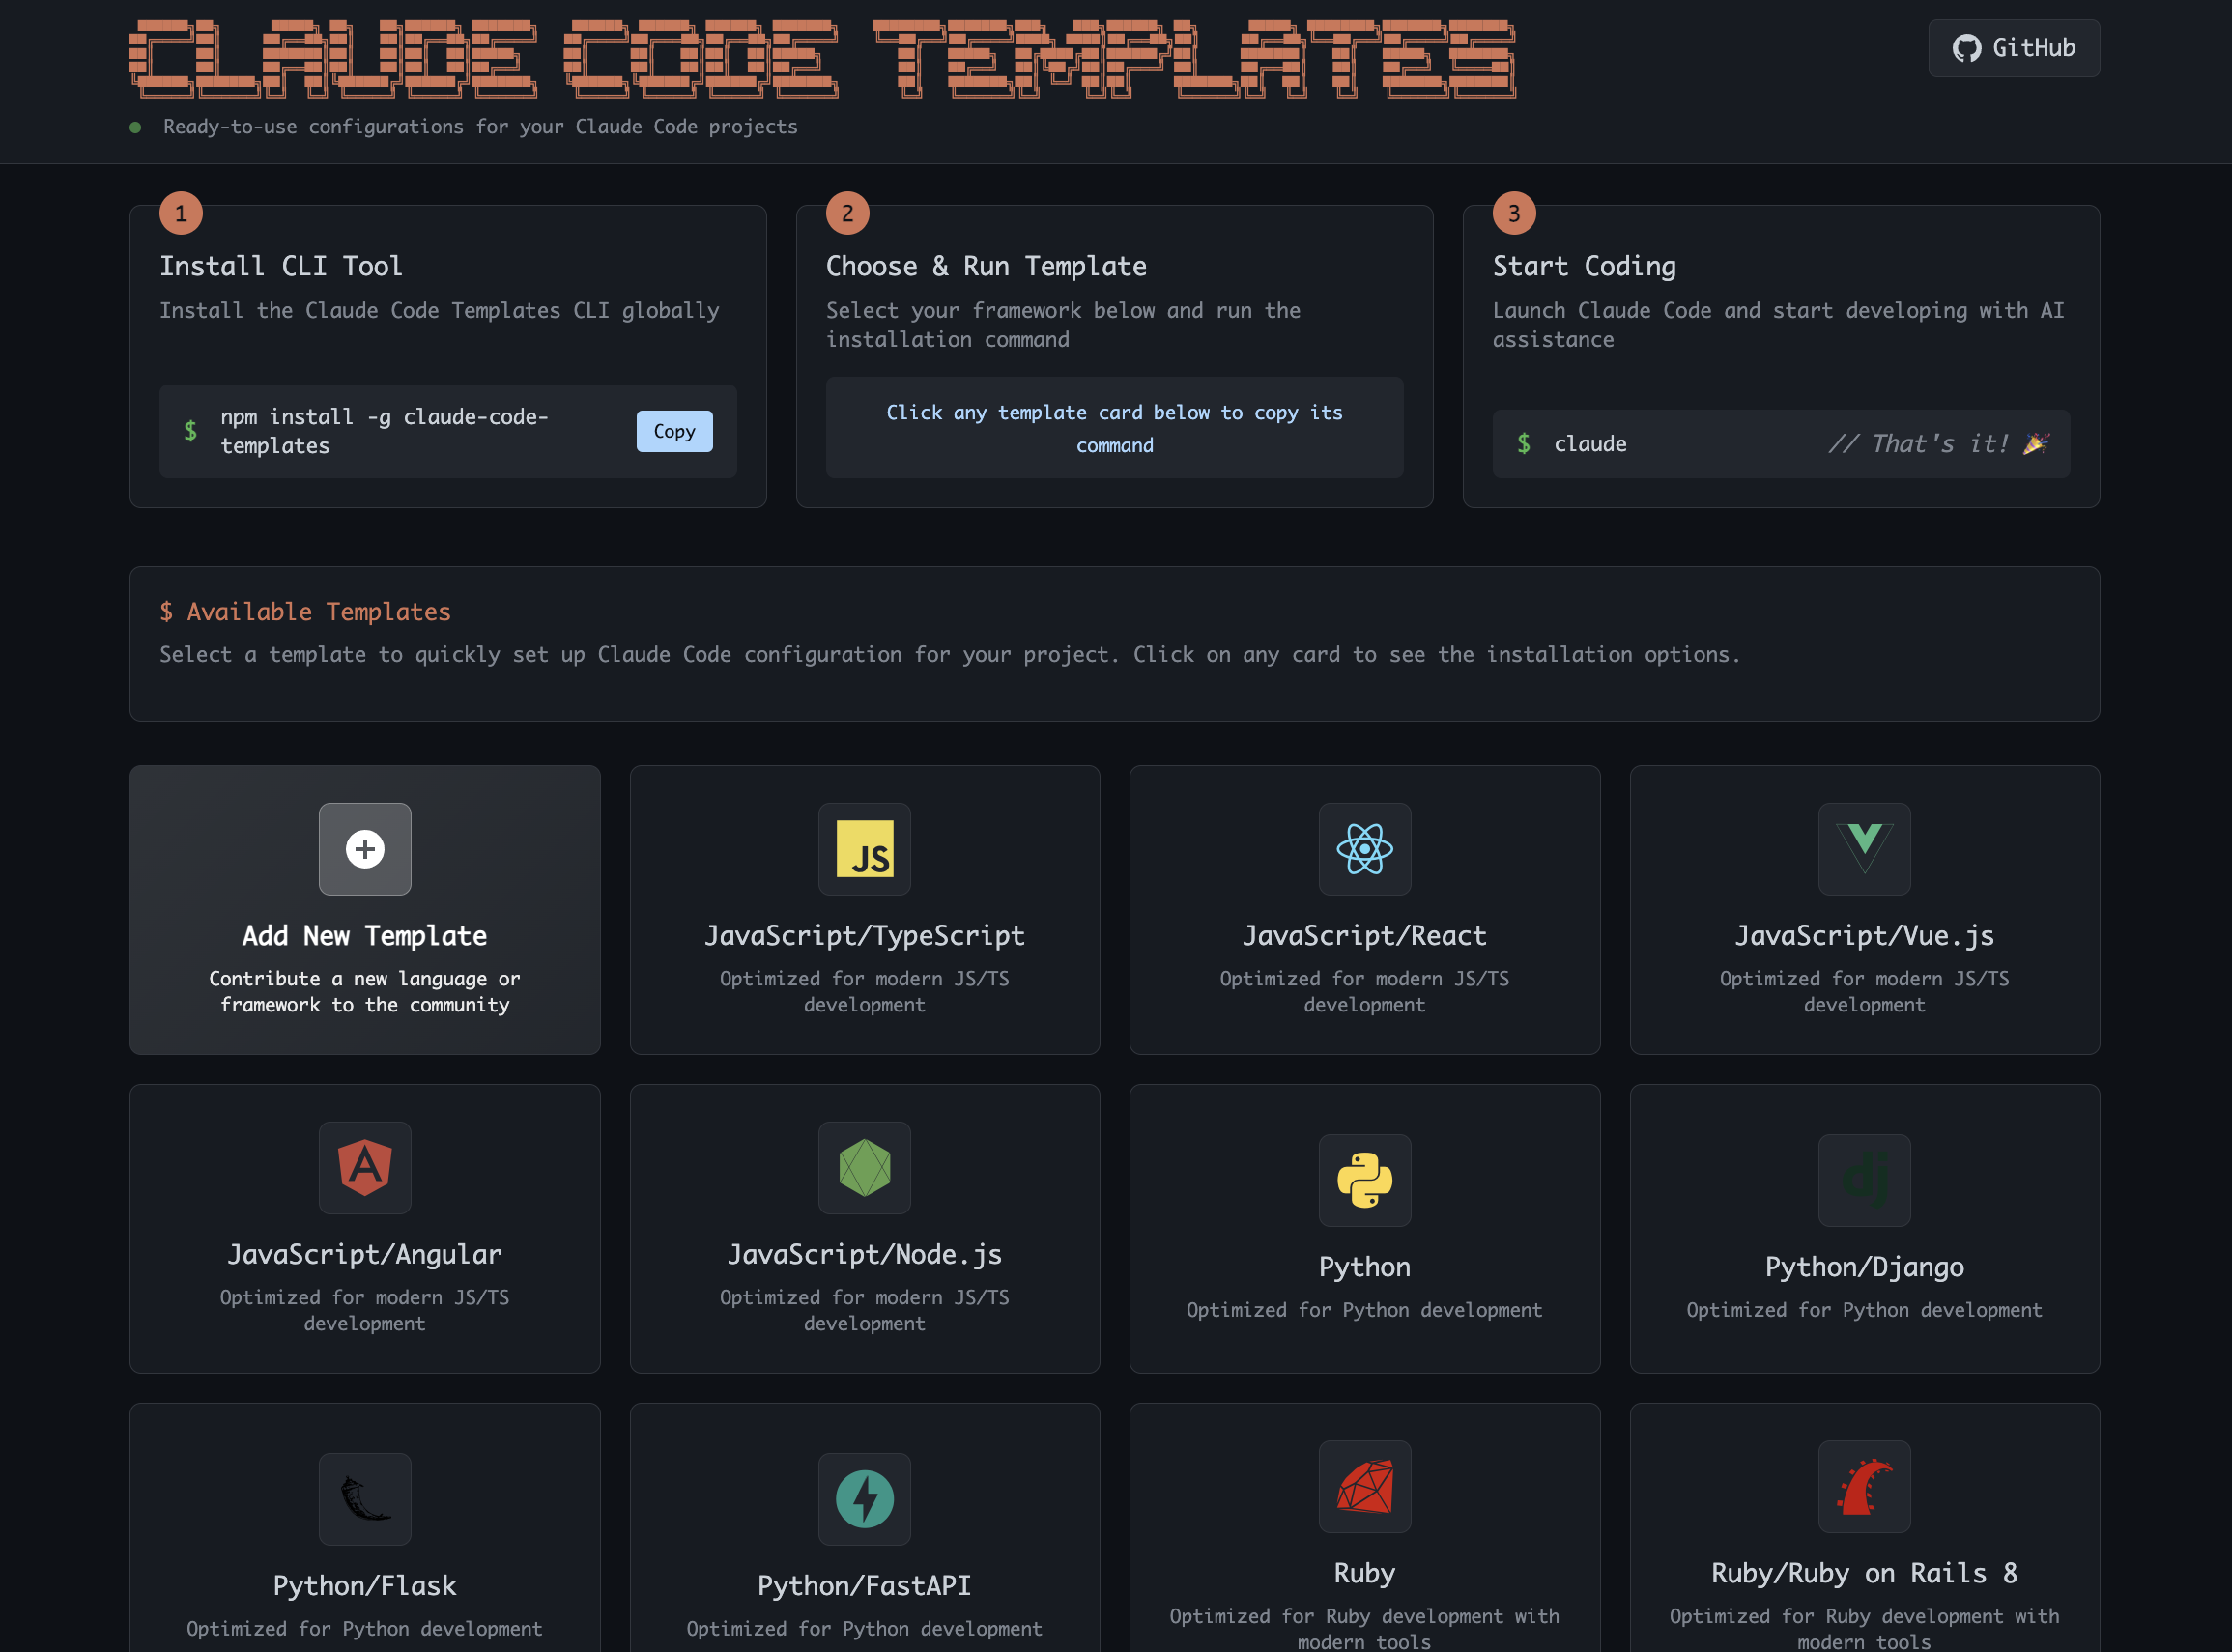 CLAUDE CODE TEMPLATES
GitHub
Ready-to-use configurations for your Claude Code projects
1
Install CLI Tool
Install the Claude Code Templates CLI globally
$ npm install -g claude-code-
templates
Copy
2
Choose & Run Template
Select your framework below and run the
installation command
Click any template card below to copy its
command
3
Start Coding
Launch Claude Code and start developing with AI
assistance
$ claude
// That's it! 🎉
$ Available Templates
Select a template to quickly set up Claude Code configuration for your project. Click on any card to see the installation options.
Add New Template
Contribute a new language or
framework to the community
JS
JavaScript/TypeScript
Optimized for modern JS/TS
development
JavaScript/React
Optimized for modern JS/TS
development
JavaScript/Vue.js
Optimized for modern JS/TS
development
A
JavaScript/Angular
Optimized for modern JS/TS
development
JavaScript/Node.js
Optimized for modern JS/TS
development
Python
Optimized for Python development
dj
Python/Django
Optimized for Python development
Python/Flask
Optimized for Python development
Python/FastAPI
Optimized for Python development
Ruby
Optimized for Ruby development with
modern tools
Ruby/Ruby on Rails 8
Optimized for Ruby development with
modern tools